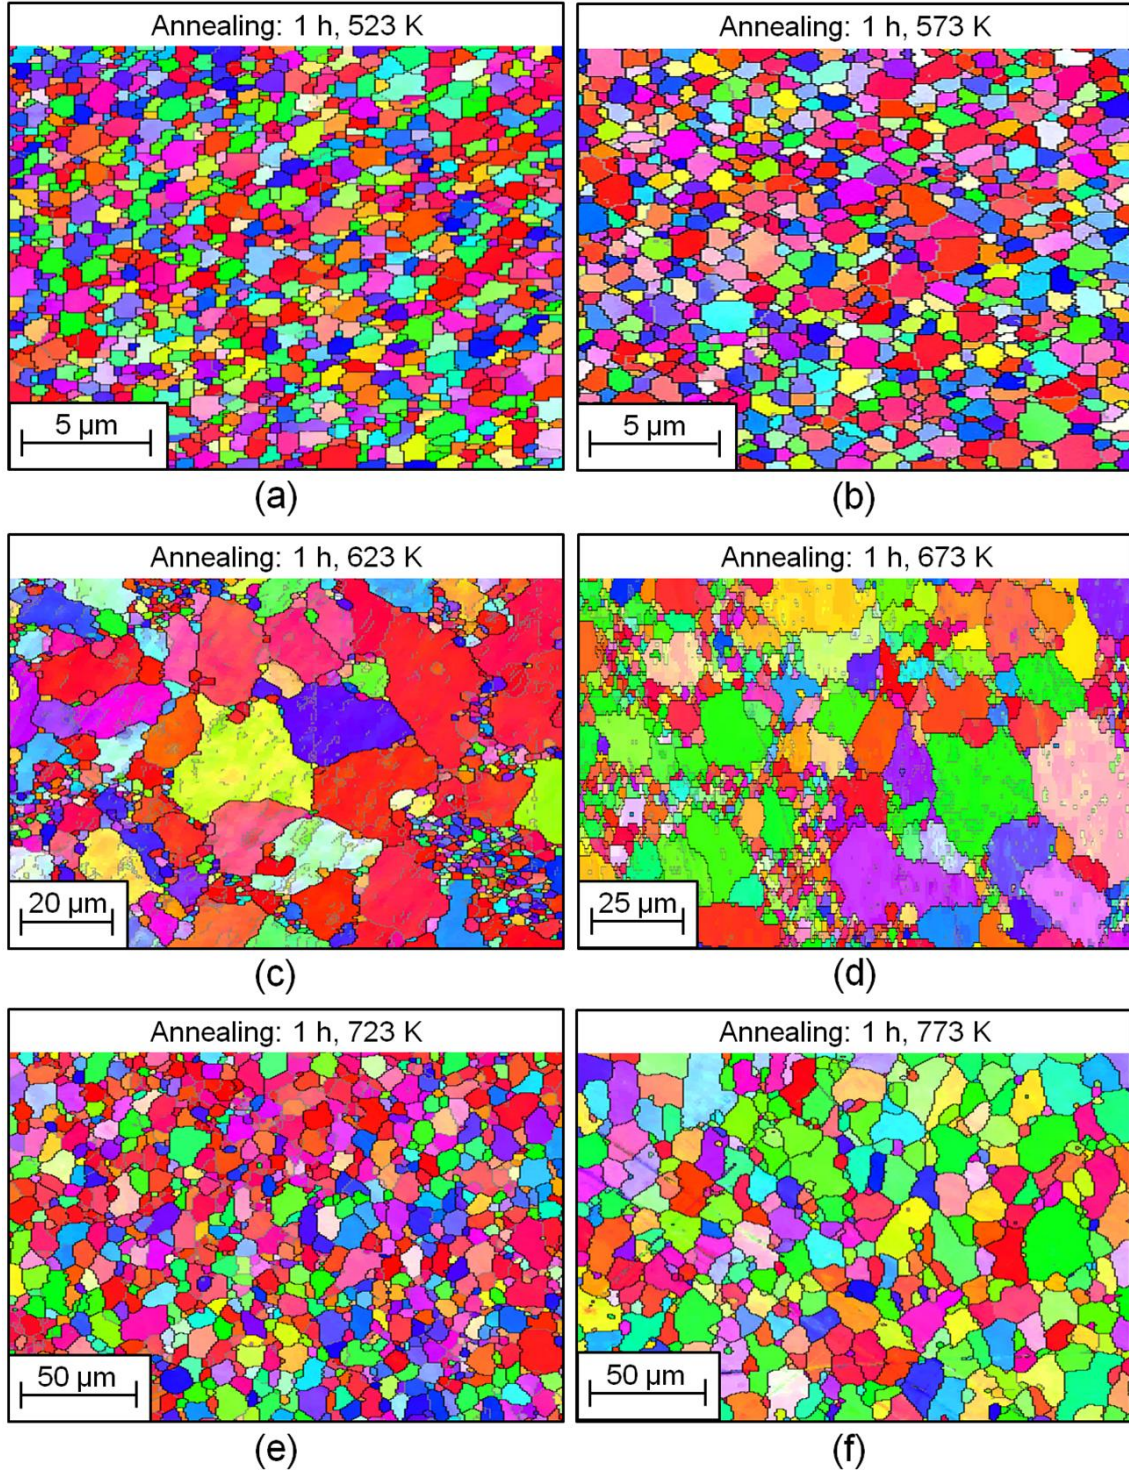 Annealing: 1 h, 523 K
Annealing: 1 h, 573 K
5 µm
5 µm
(a)
(b)
Annealing: 1 h, 623 K
Annealing: 1 h, 673 K
20 µm
25 µm
(c)
(d)
Annealing: 1 h, 723 K
Annealing: 1 h, 773 K
50 µm
50 µm
(e)
(f)